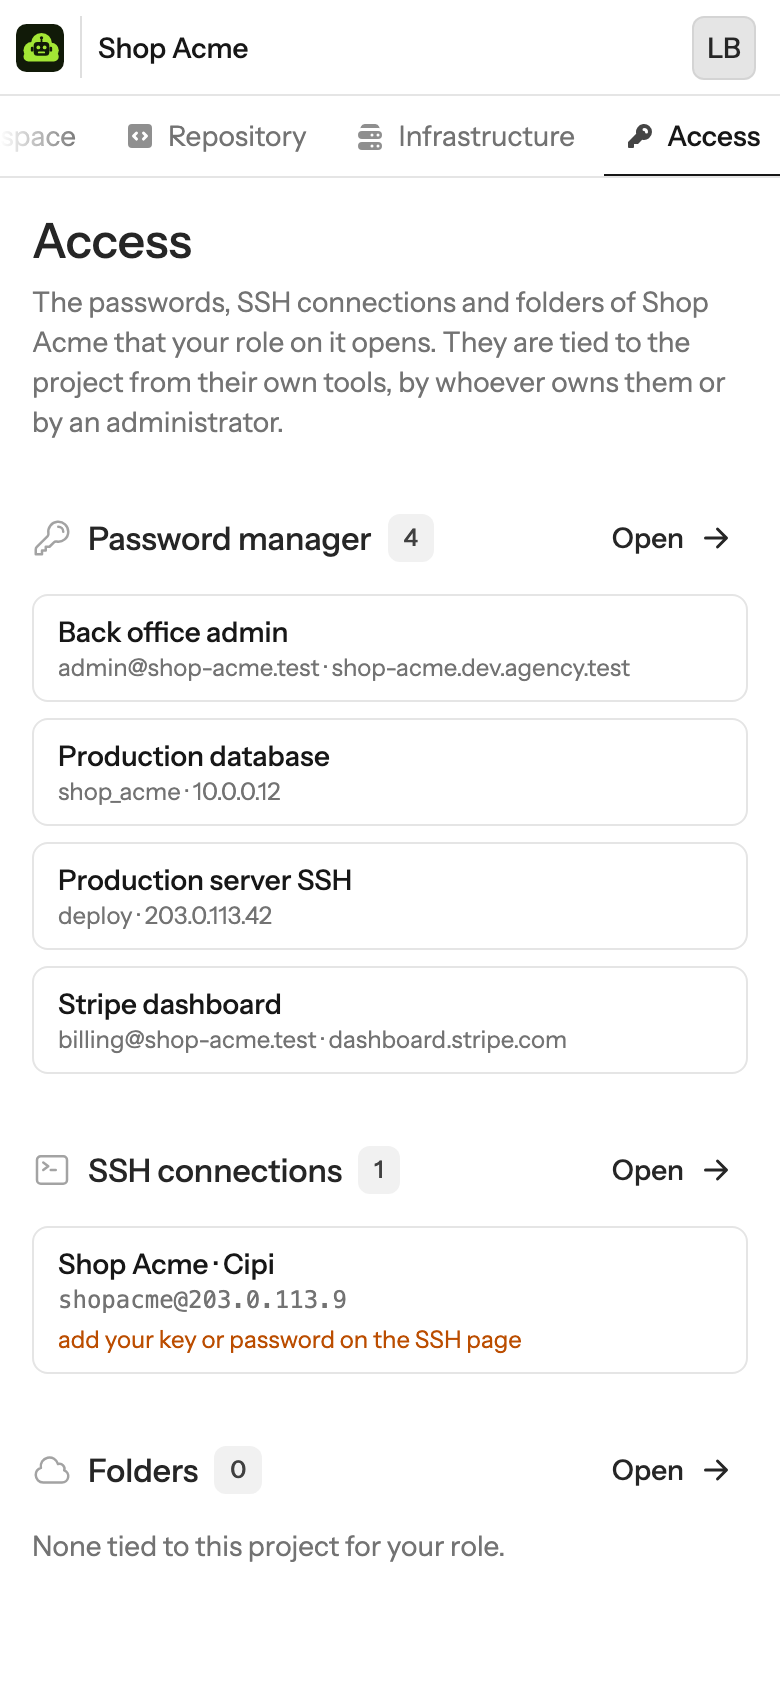 Shop Acme
LB
space
Repository
Infrastructure
Access
Access
The passwords, SSH connections and folders of Shop
Acme that your role on it opens. They are tied to the
project from their own tools, by whoever owns them or
by an administrator.
Password manager 4 Open →
Back office admin
admin@shop-acme.test · shop-acme.dev.agency.test
Production database
shop_acme · 10.0.0.12
Production server SSH
deploy · 203.0.113.42
Stripe dashboard
billing@shop-acme.test · dashboard.stripe.com
SSH connections 1 Open →
Shop Acme · Cipi
shopacme@203.0.113.9
add your key or password on the SSH page
Folders 0 Open →
None tied to this project for your role.